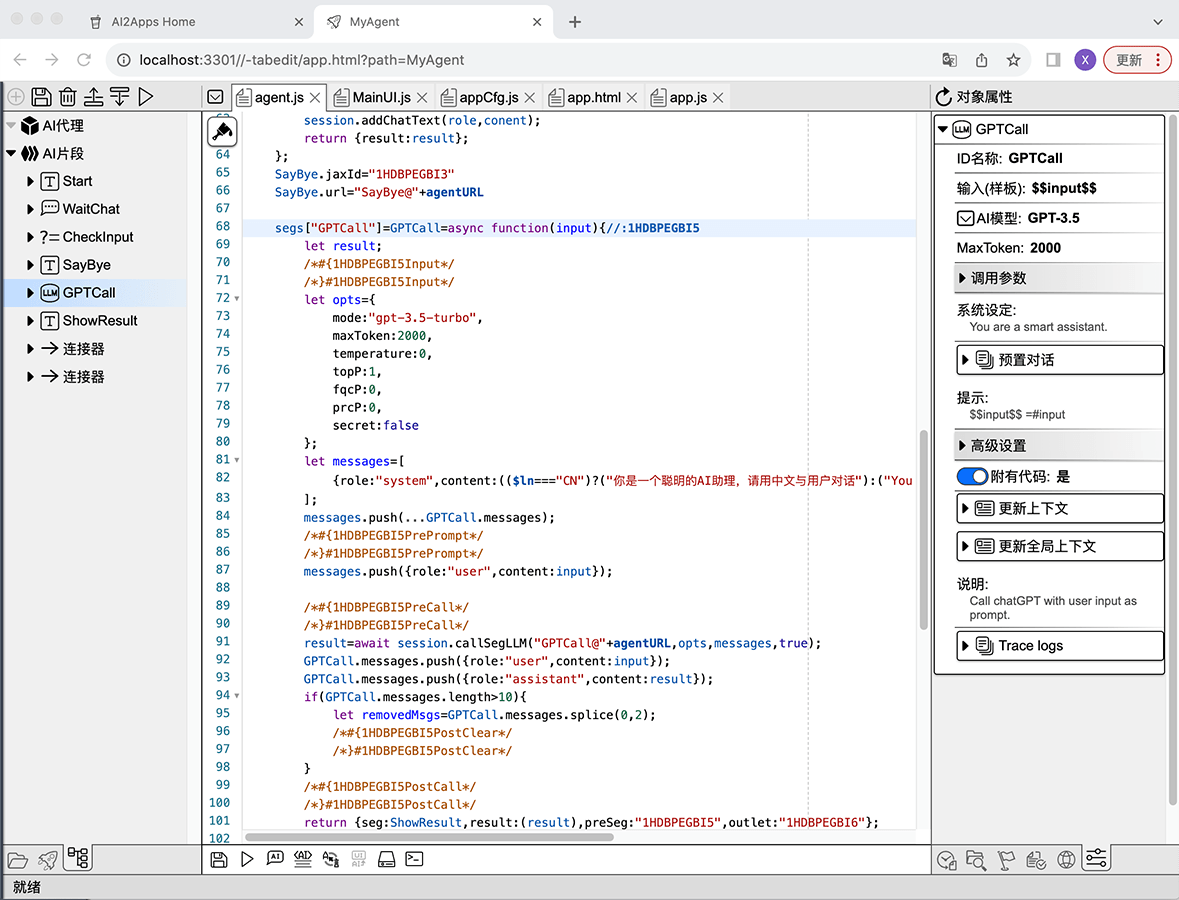 AI2Apps Home
MyAgent
localhost:3301//-tabedit/app.html?path=MyAgent
X
更新
agent.js
MainUI.js
appCfg.js
app.html
app.js
对象属性
AI代理
AI片段
Start
WaitChat
?= CheckInput
SayBye
LLM GPTCall
ShowResult
连接器
连接器
session.addChatText(role,conent);
return {result:result};
64 };
65 SayBye.jaxId="1HDBPEGBI3"
66 SayBye.url="SayBye@"+agentURL
67
68 segs["GPTCall"]=GPTCall=async function(input){//:1HDBPEGBI5
69 let result;
70 /*#{1HDBPEGBI5Input*/
71 /*}#1HDBPEGBI5Input*/
72 let opts={
73 mode:"gpt-3.5-turbo",
74 maxToken:2000,
75 temperature:0,
76 topP:1,
77 fqcP:0,
78 prcP:0,
79 secret:false
80 };
81 let messages=[
82 {role:"system",content:(($ln==="CN")?("你是一个聪明的AI助理，请用中文与用户对话"):("You
83 ];
84 messages.push(...GPTCall.messages);
85 /*#{1HDBPEGBI5PrePrompt*/
86 /*}#1HDBPEGBI5PrePrompt*/
87 messages.push({role:"user",content:input});
88
89 /*#{1HDBPEGBI5PreCall*/
90 /*}#1HDBPEGBI5PreCall*/
91 result=await session.callSegLLM("GPTCall@"+agentURL,opts,messages,true);
92 GPTCall.messages.push({role:"user",content:input});
93 GPTCall.messages.push({role:"assistant",content:result});
94 if(GPTCall.messages.length>10){
95 let removedMsgs=GPTCall.messages.splice(0,2);
96 /*#{1HDBPEGBI5PostClear*/
97 /*}#1HDBPEGBI5PostClear*/
98 }
99 /*#{1HDBPEGBI5PostCall*/
100 /*}#1HDBPEGBI5PostCall*/
101 return {seg:ShowResult,result:(result),preSeg:"1HDBPEGBI5",outlet:"1HDBPEGBI6"};
102
LLM GPTCall
ID名称: GPTCall
输入(样板): $$input$$
AI模型: GPT-3.5
MaxToken: 2000
调用参数
系统设定:
You are a smart assistant.
预置对话
提示:
$$input$$ =#input
高级设置
附有代码: 是
更新上下文
更新全局上下文
说明:
Call chatGPT with user input as
prompt.
Trace logs
就绪